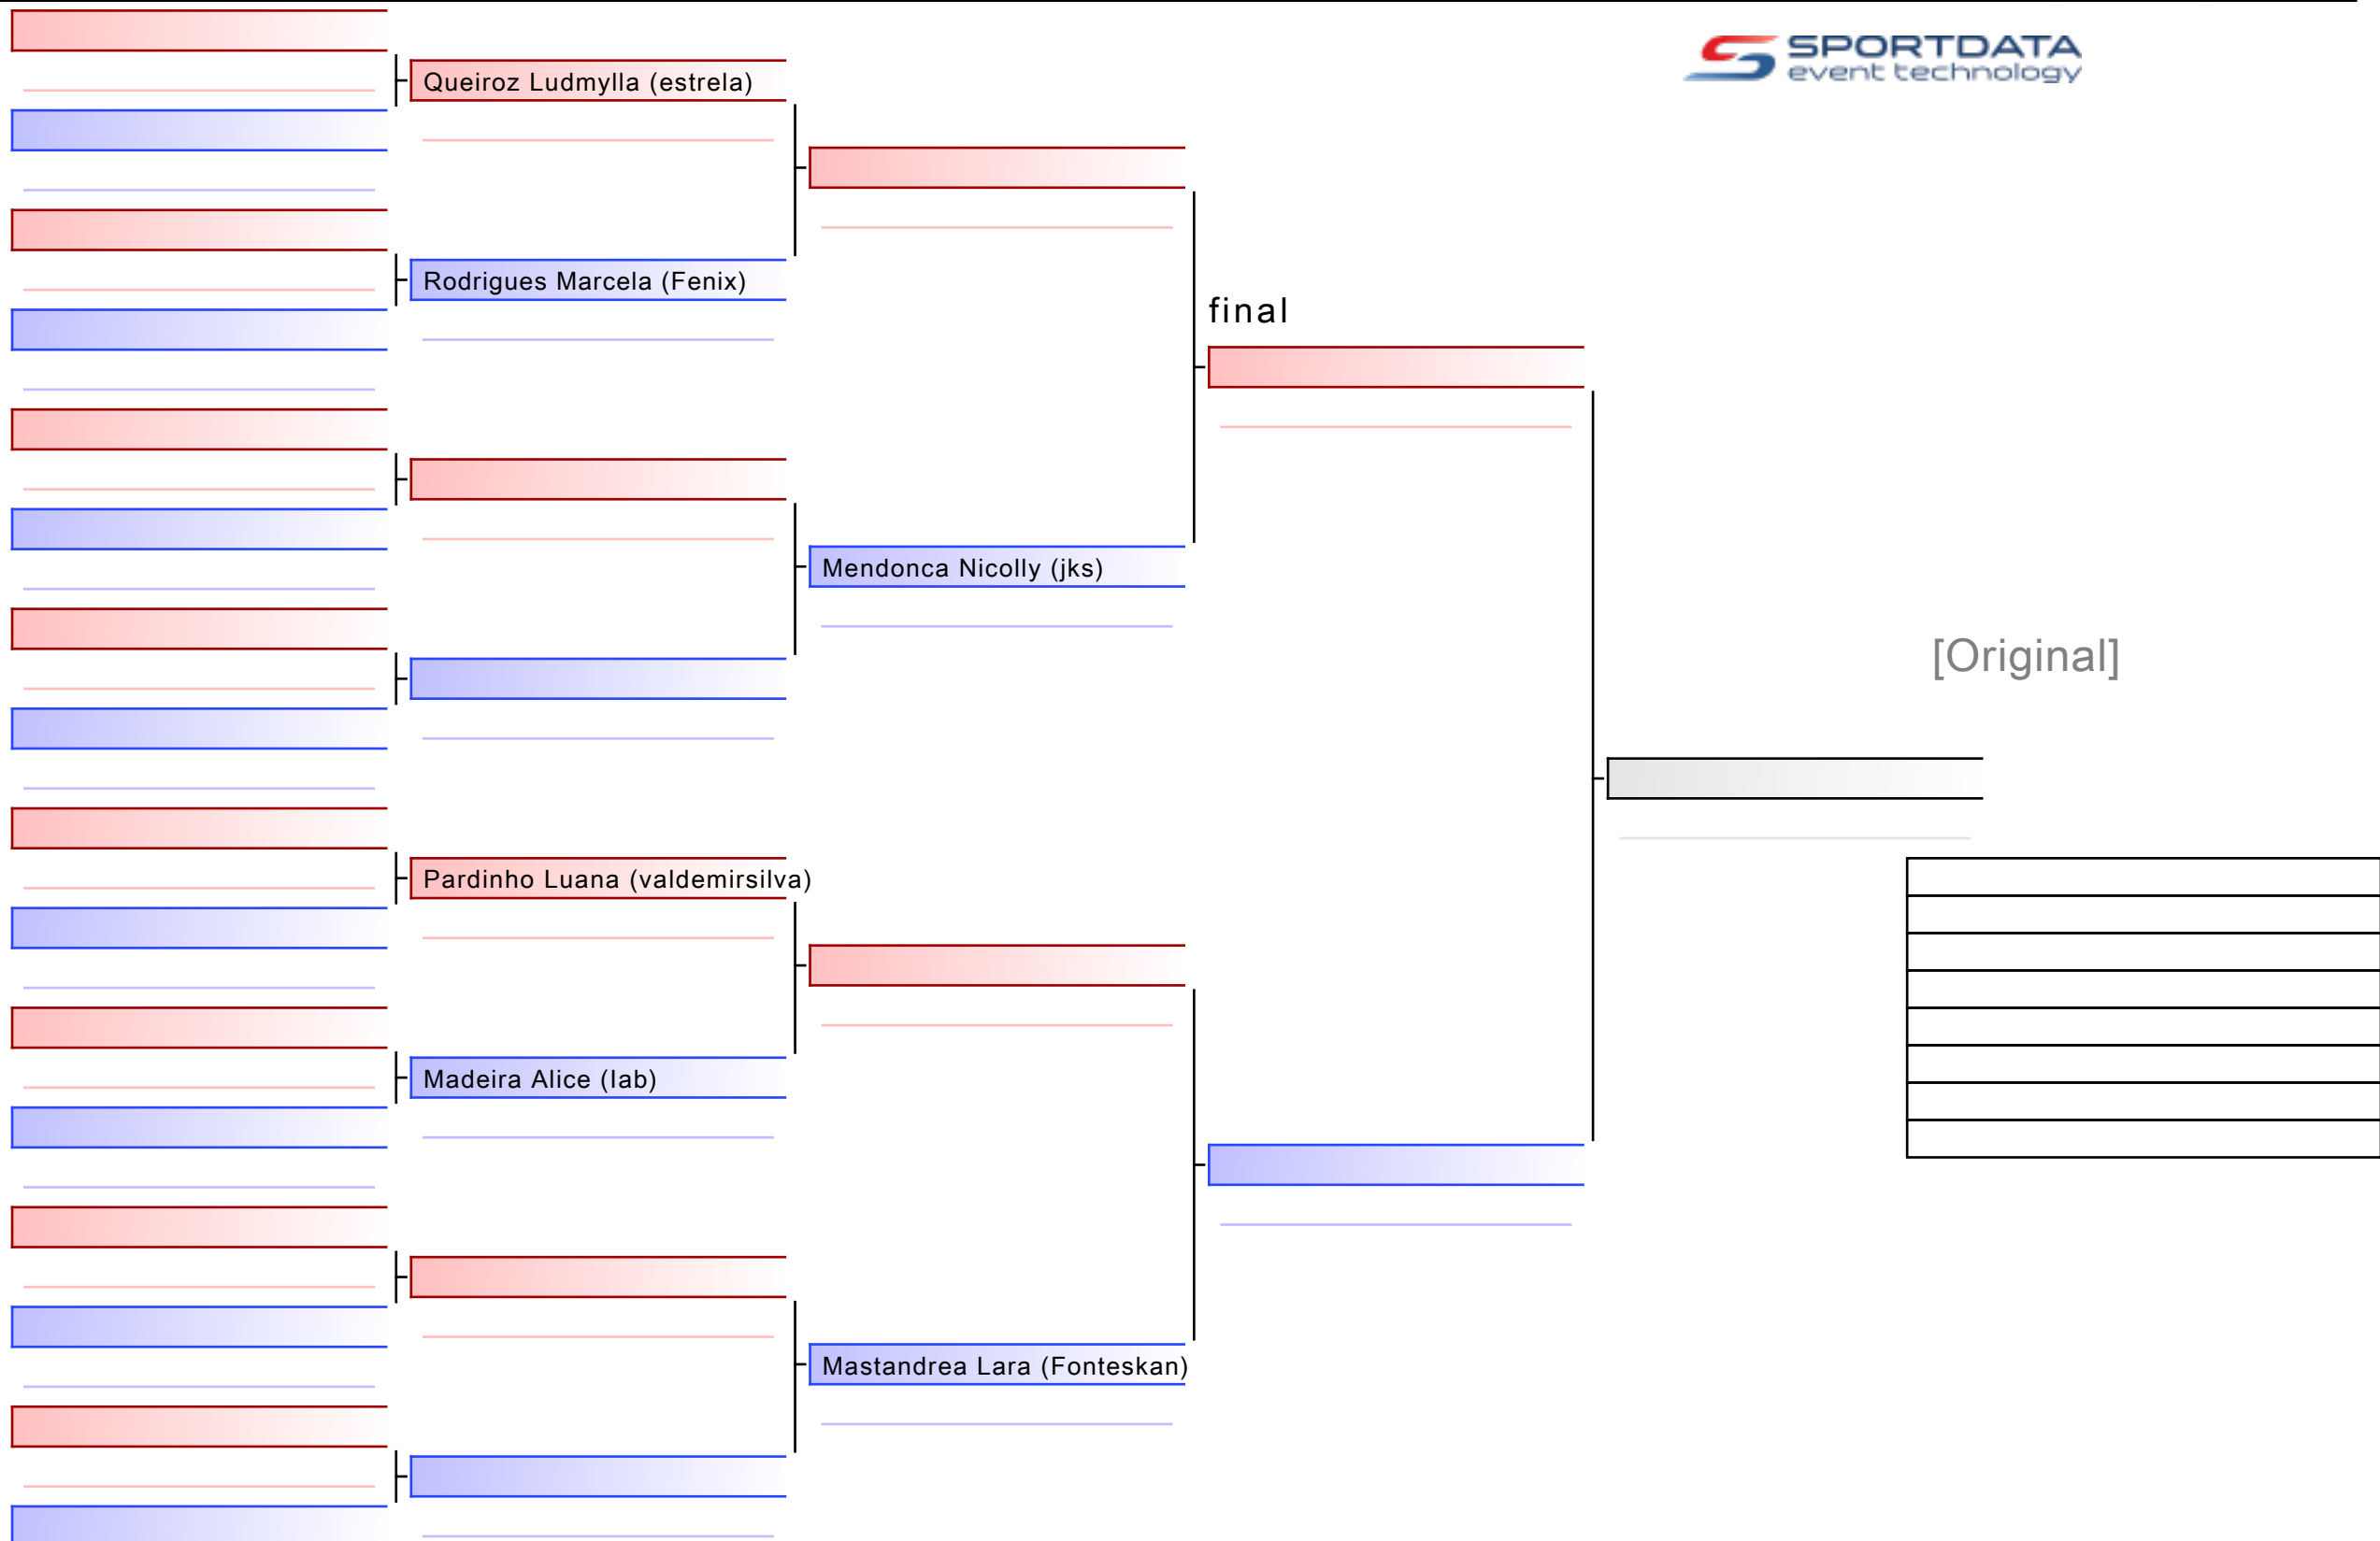 SPORTDATA
event technology
Queiroz Ludmylla (estrela)
Rodrigues Marcela (Fenix)
final
Mendonca Nicolly (jks)
[Original]
Pardinho Luana (valdemirsilva)
Madeira Alice (lab)
Mastandrea Lara (Fonteskan)